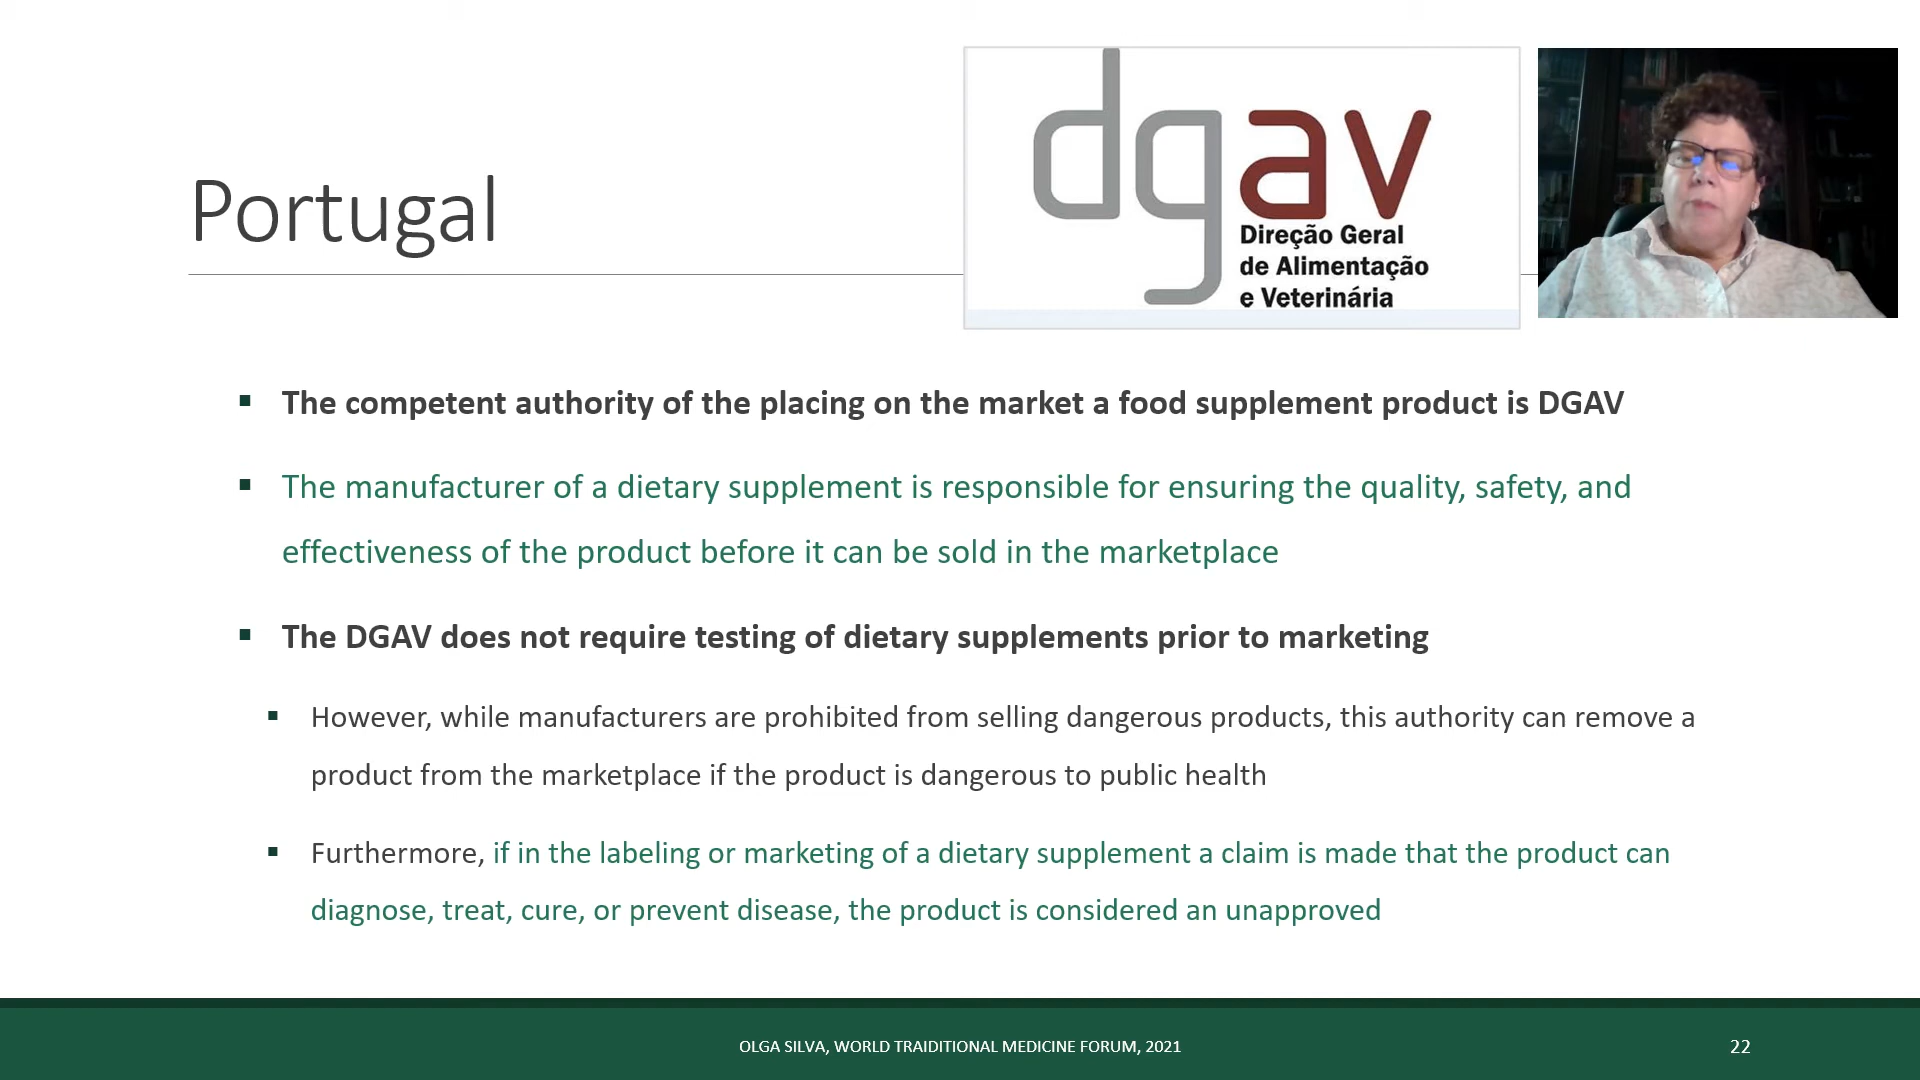 Portugal
dgav
Direção Geral
de Alimentação
e Veterinária
The competent authority of the placing on the market a food supplement product is DGAV
The manufacturer of a dietary supplement is responsible for ensuring the quality, safety, and
effectiveness of the product before it can be sold in the marketplace
The DGAV does not require testing of dietary supplements prior to marketing
However, while manufacturers are prohibited from selling dangerous products, this authority can remove a
product from the marketplace if the product is dangerous to public health
Furthermore, if in the labeling or marketing of a dietary supplement a claim is made that the product can
diagnose, treat, cure, or prevent disease, the product is considered an unapproved
OLGA SILVA, WORLD TRAIDITIONAL MEDICINE FORUM, 2021
22